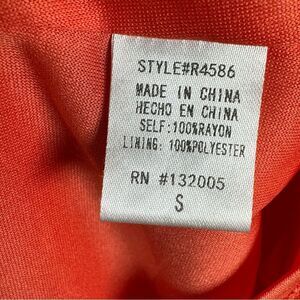 STYLE#R4586
MADE IN CHINA
HECHO EN CHINA
SELF:100%RAYON
LINING: 100%POLYESTER
RN #132005
S